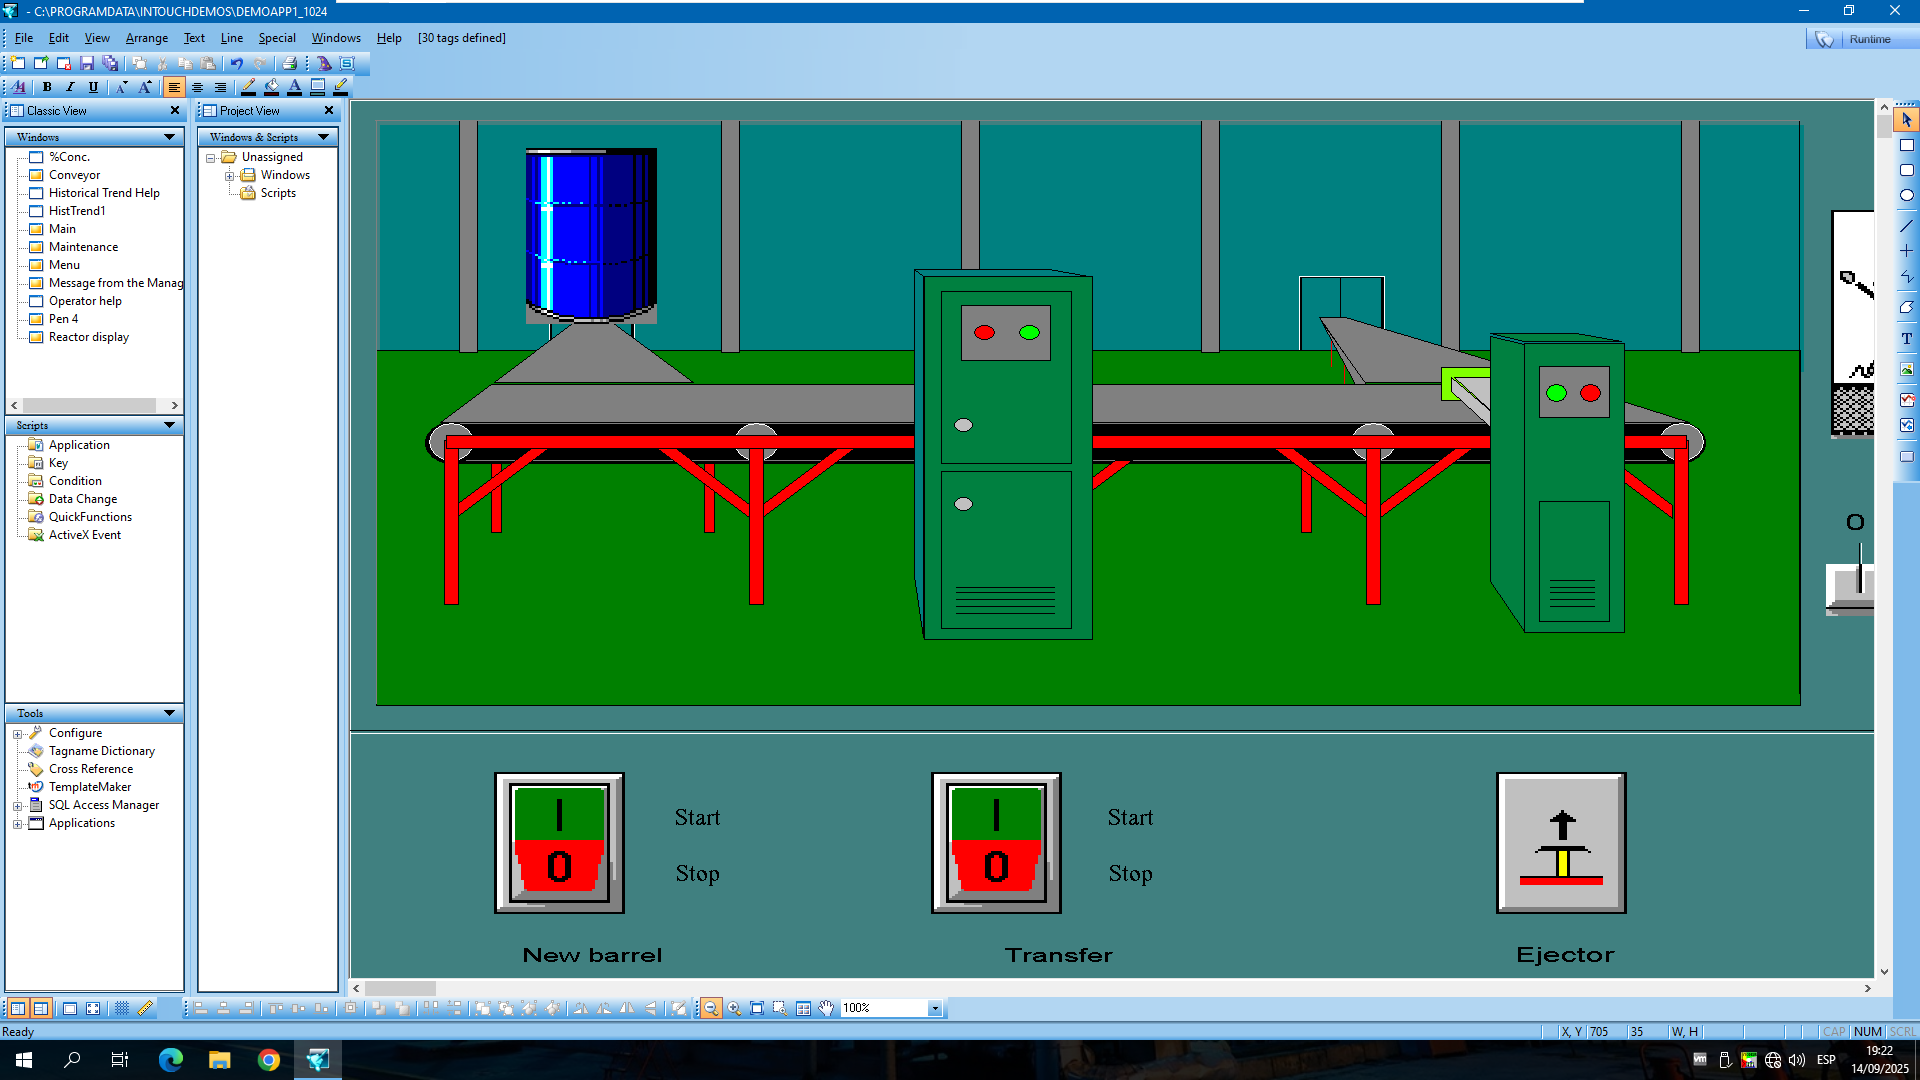 - C:\PROGRAMDATA\INTOUCHDEMOS\DEMOAPP1_1024
File Edit View Arrange Text Line Special Windows Help [30 tags defined]
Runtime
B I U A A A
Classic View
Project View
Windows
Windows & Scripts
%Conc.
Conveyor
Historical Trend Help
HistTrend1
Main
Maintenance
Menu
Message from the Manag
Operator help
Pen 4
Reactor display
Unassigned
Windows
Scripts
Scripts
Application
Key
Condition
Data Change
QuickFunctions
ActiveX Event
Tools
Configure
Tagname Dictionary
Cross Reference
TemplateMaker
SQL Access Manager
Applications
T
O
I
0
Start
Stop
I
0
Start
Stop
New barrel
Transfer
Ejector
100%
Ready
X, Y 705 35 W, H CAP NUM SCRL
ESP
19:22
14/09/2025